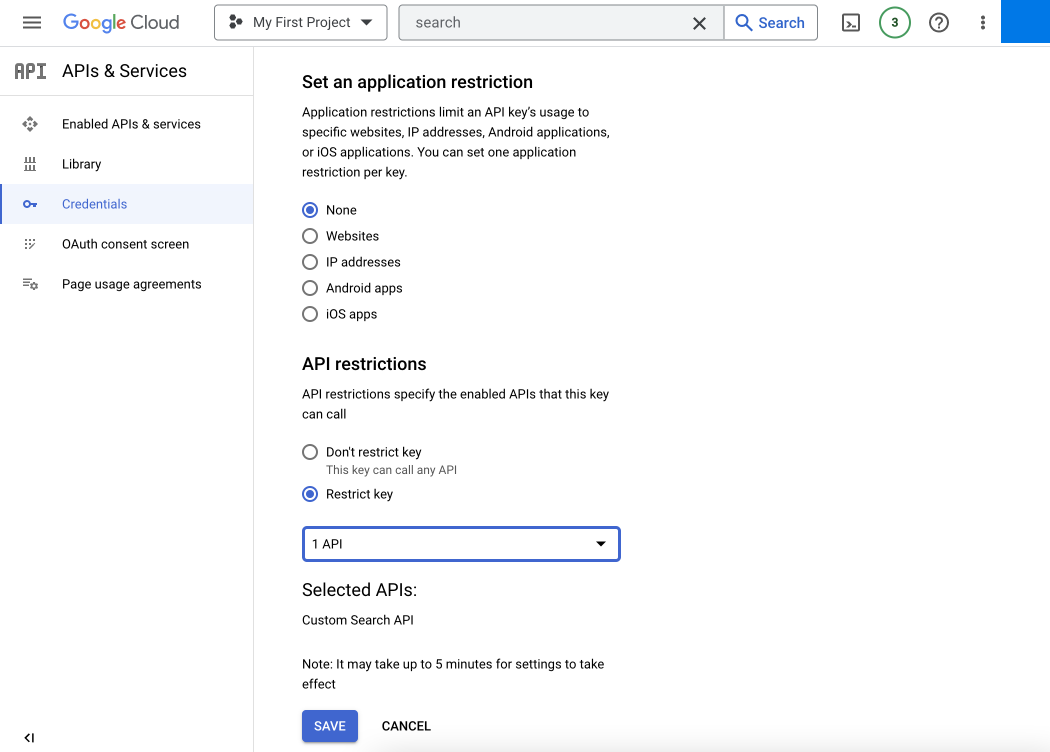 Google Cloud
My First Project
search
Search
3
API
APIs & Services
Enabled APIs & services
Library
Credentials
OAuth consent screen
Page usage agreements
Set an application restriction
Application restrictions limit an API key's usage to
specific websites, IP addresses, Android applications,
or iOS applications. You can set one application
restriction per key.
None
Websites
IP addresses
Android apps
iOS apps
API restrictions
API restrictions specify the enabled APIs that this key
can call
Don't restrict key
This key can call any API
Restrict key
1 API
Selected APIs:
Custom Search API
Note: It may take up to 5 minutes for settings to take
effect
SAVE
CANCEL